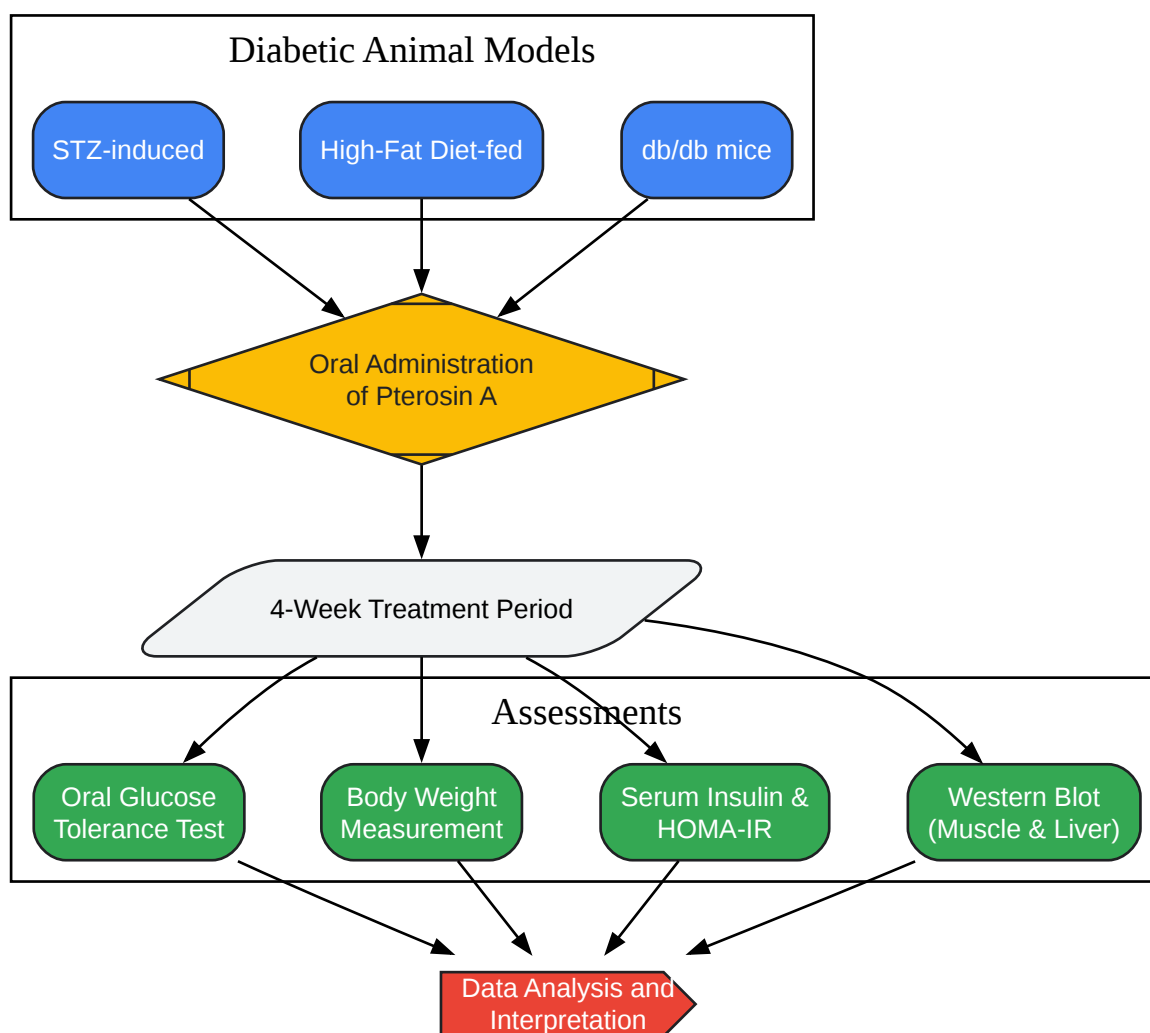 Diabetic Animal Models
STZ-induced
High-Fat Diet-fed
db/db mice
Oral Administration
of Pterosin A
4-Week Treatment Period
Assessments
Oral Glucose
Tolerance Test
Body Weight
Measurement
Serum Insulin &
HOMA-IR
Western Blot
(Muscle & Liver)
Data Analysis and
Interpretation